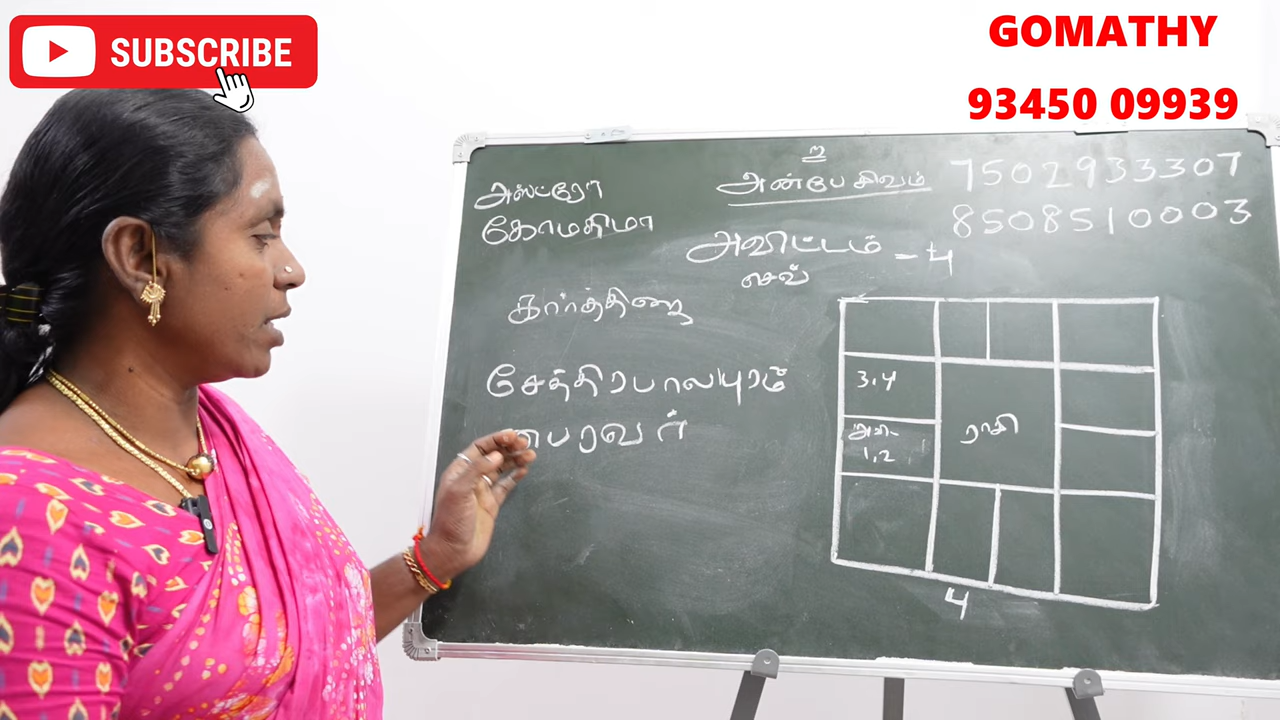 SUBSCRIBE
GOMATHY
93450 09939
உ
அஸ்ட்ரோ
கோமதிமா
அன்பே சிவம்
7502933307
8508510003
அவிட்டம் - 4
செவ்
கார்த்திகை
சேத்திரபாலபுரம்
பைரவர்
3,4
அவி-
1,2
ராசி
4